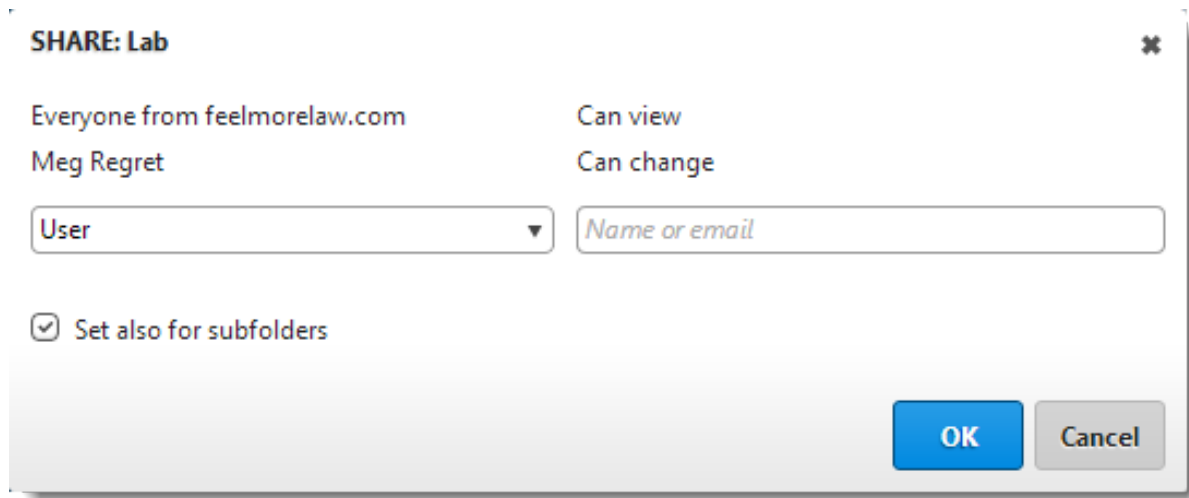 SHARE: Lab
Everyone from feelmorelaw.com Can view
Meg Regret Can change
User Name or email
Set also for subfolders
OK Cancel